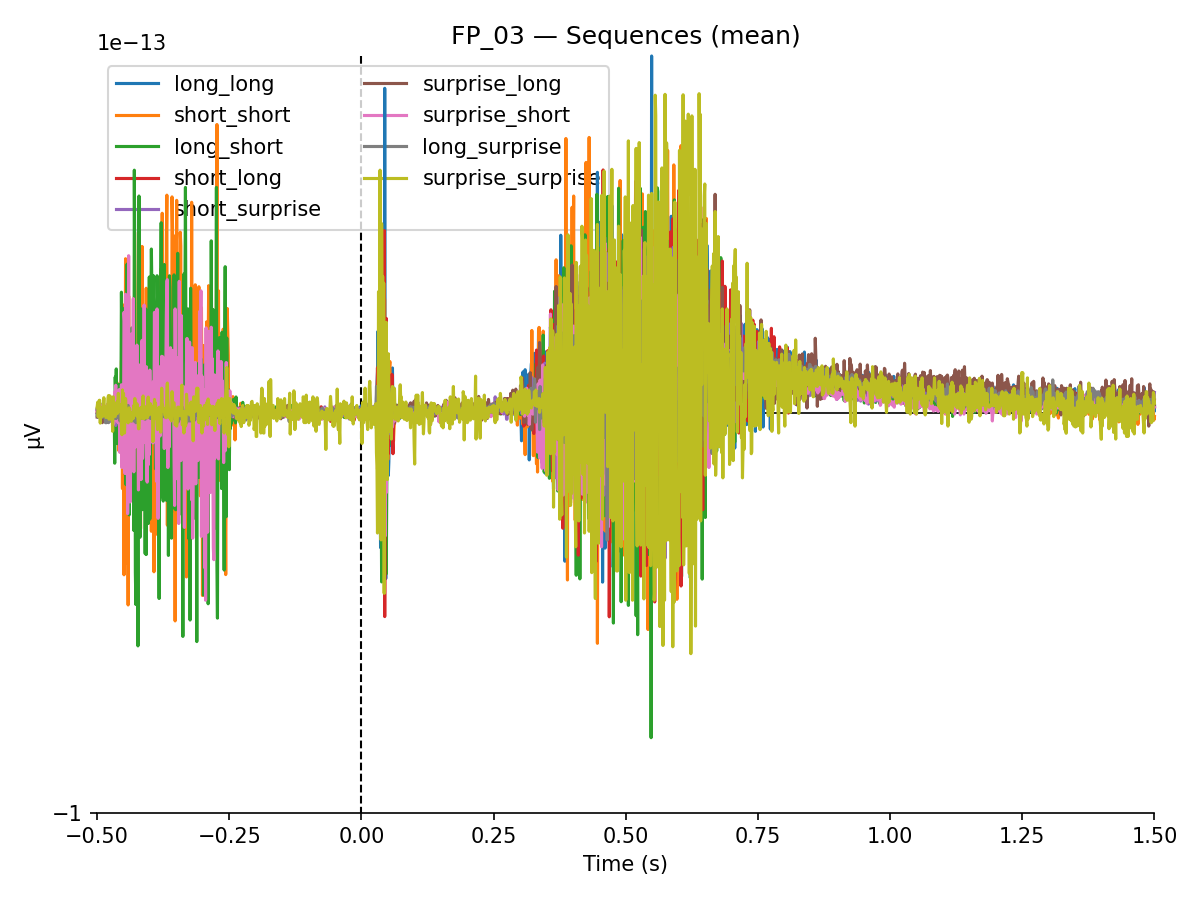 FP_03 — Sequences (mean)
1e−13
long_long
short_short
long_short
short_long
short_surprise
surprise_long
surprise_short
long_surprise
surprise_surprise
μV
−1
−0.50 −0.25 0.00 0.25 0.50 0.75 1.00 1.25 1.50
Time (s)